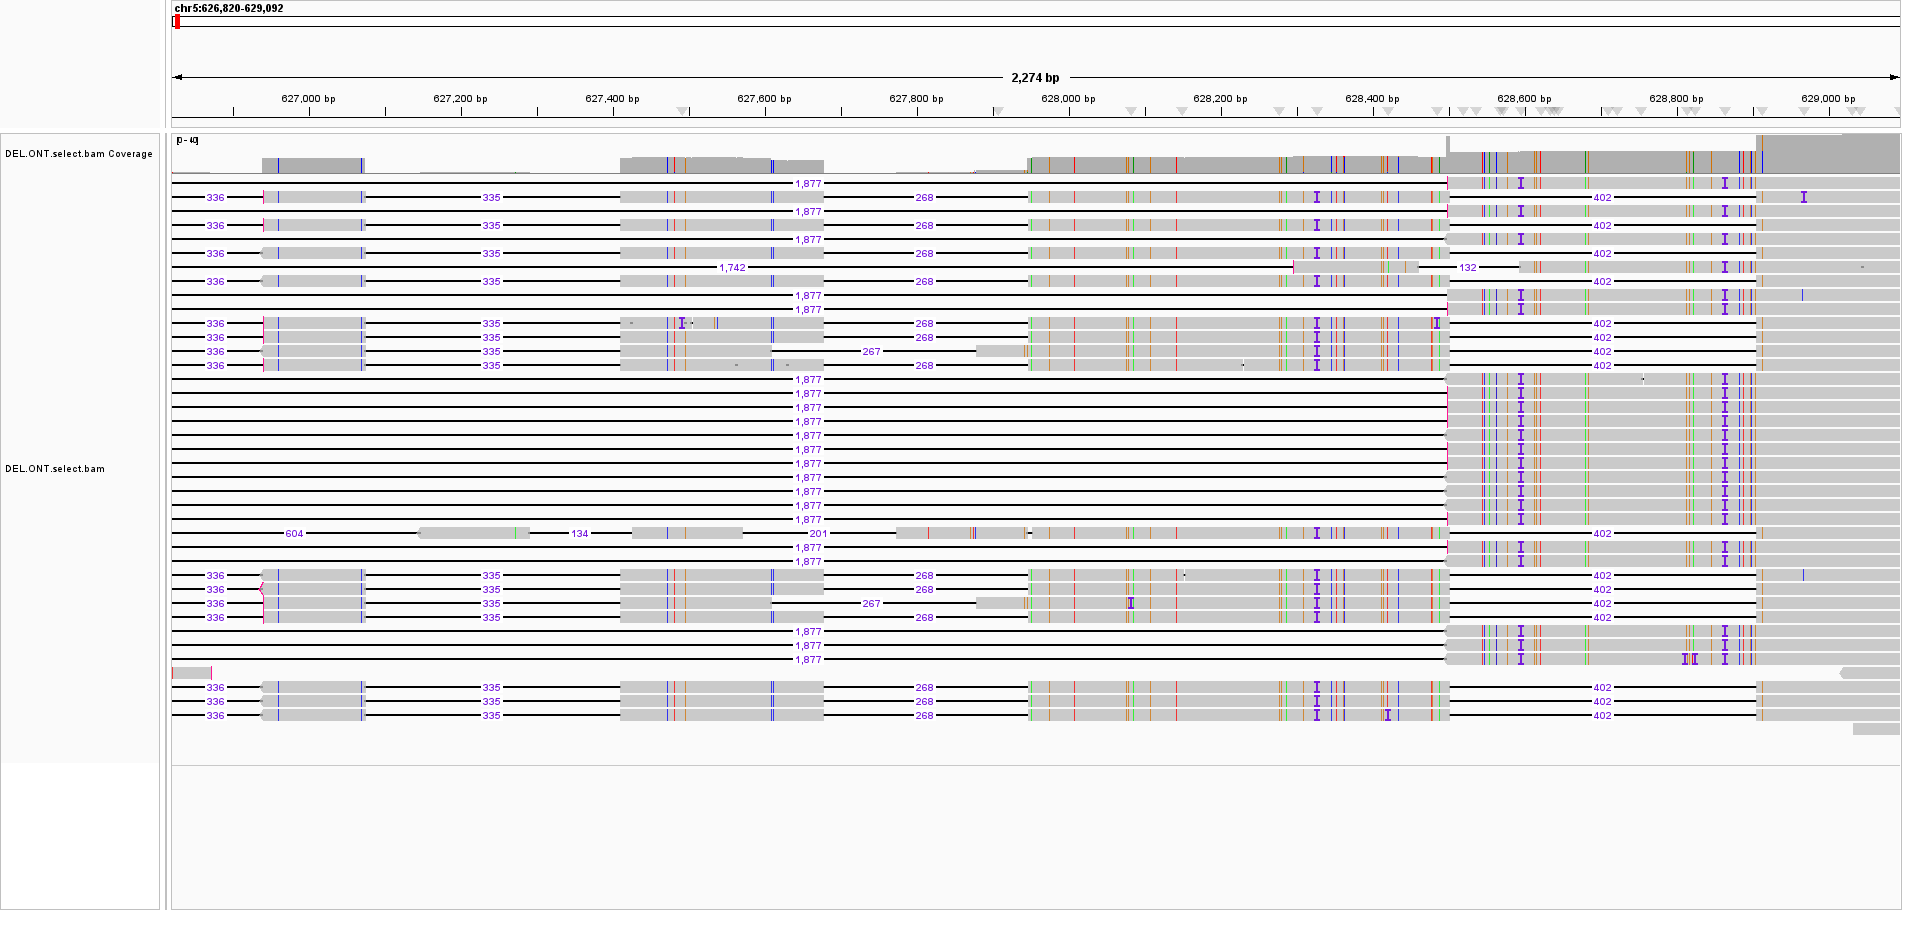 chr5:626,820-629,092
2,274 bp
627,000 bp 627,200 bp 627,400 bp 627,600 bp 627,800 bp 628,000 bp 628,200 bp 628,400 bp 628,600 bp 628,800 bp 629,000 bp
[0 - 40]
DEL.ONT.select.bam Coverage
1,877
336 335 268 402
1,877
336 335 268 402
1,877
336 335 268 402
1,742 132
336 335 268 402
1,877
1,877
336 335 268 402
336 335 268 402
336 335 267 402
336 335 268 402
1,877
1,877
1,877
1,877
1,877
1,877
1,877
DEL.ONT.select.bam
1,877
1,877
1,877
1,877
604 134 201 402
1,877
1,877
336 335 268 402
336 335 268 402
336 335 267 402
336 335 268 402
1,877
1,877
1,877
336 335 268 402
336 335 268 402
336 335 268 402